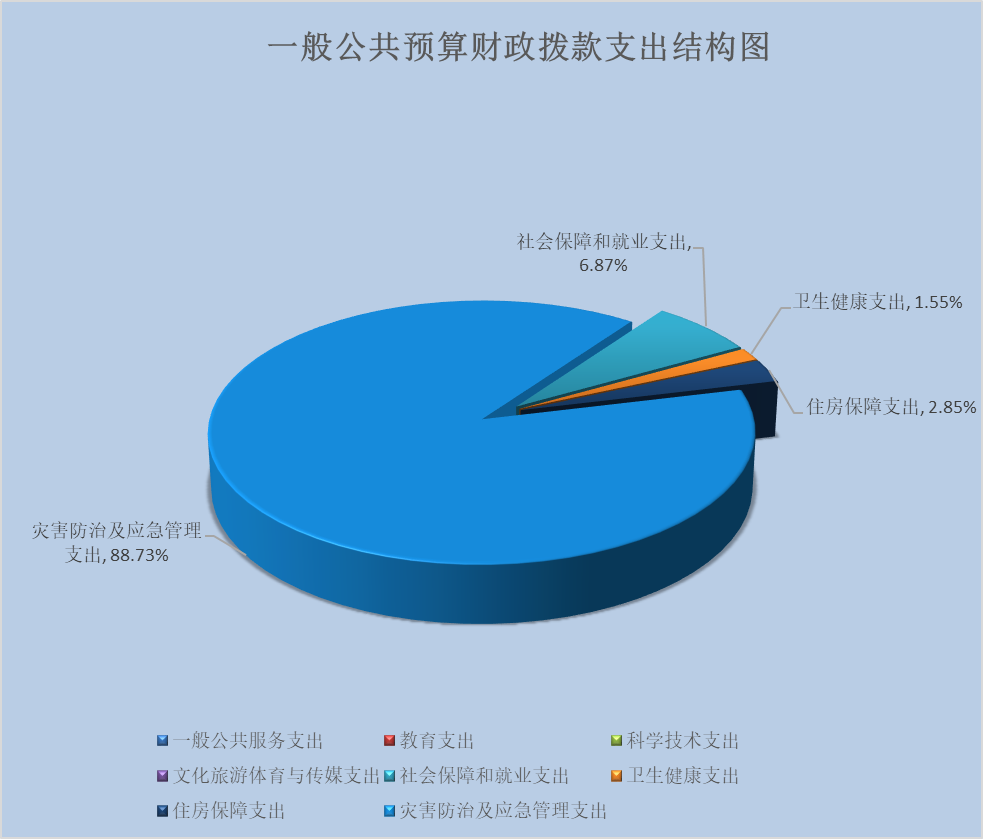 一般公共预算财政拨款支出结构图
社会保障和就业支出,
6.87%
卫生健康支出, 1.55%
住房保障支出, 2.85%
灾害防治及应急管理
支出, 88.73%
一般公共服务支出
教育支出
科学技术支出
文化旅游体育与传媒支出
社会保障和就业支出
卫生健康支出
住房保障支出
灾害防治及应急管理支出